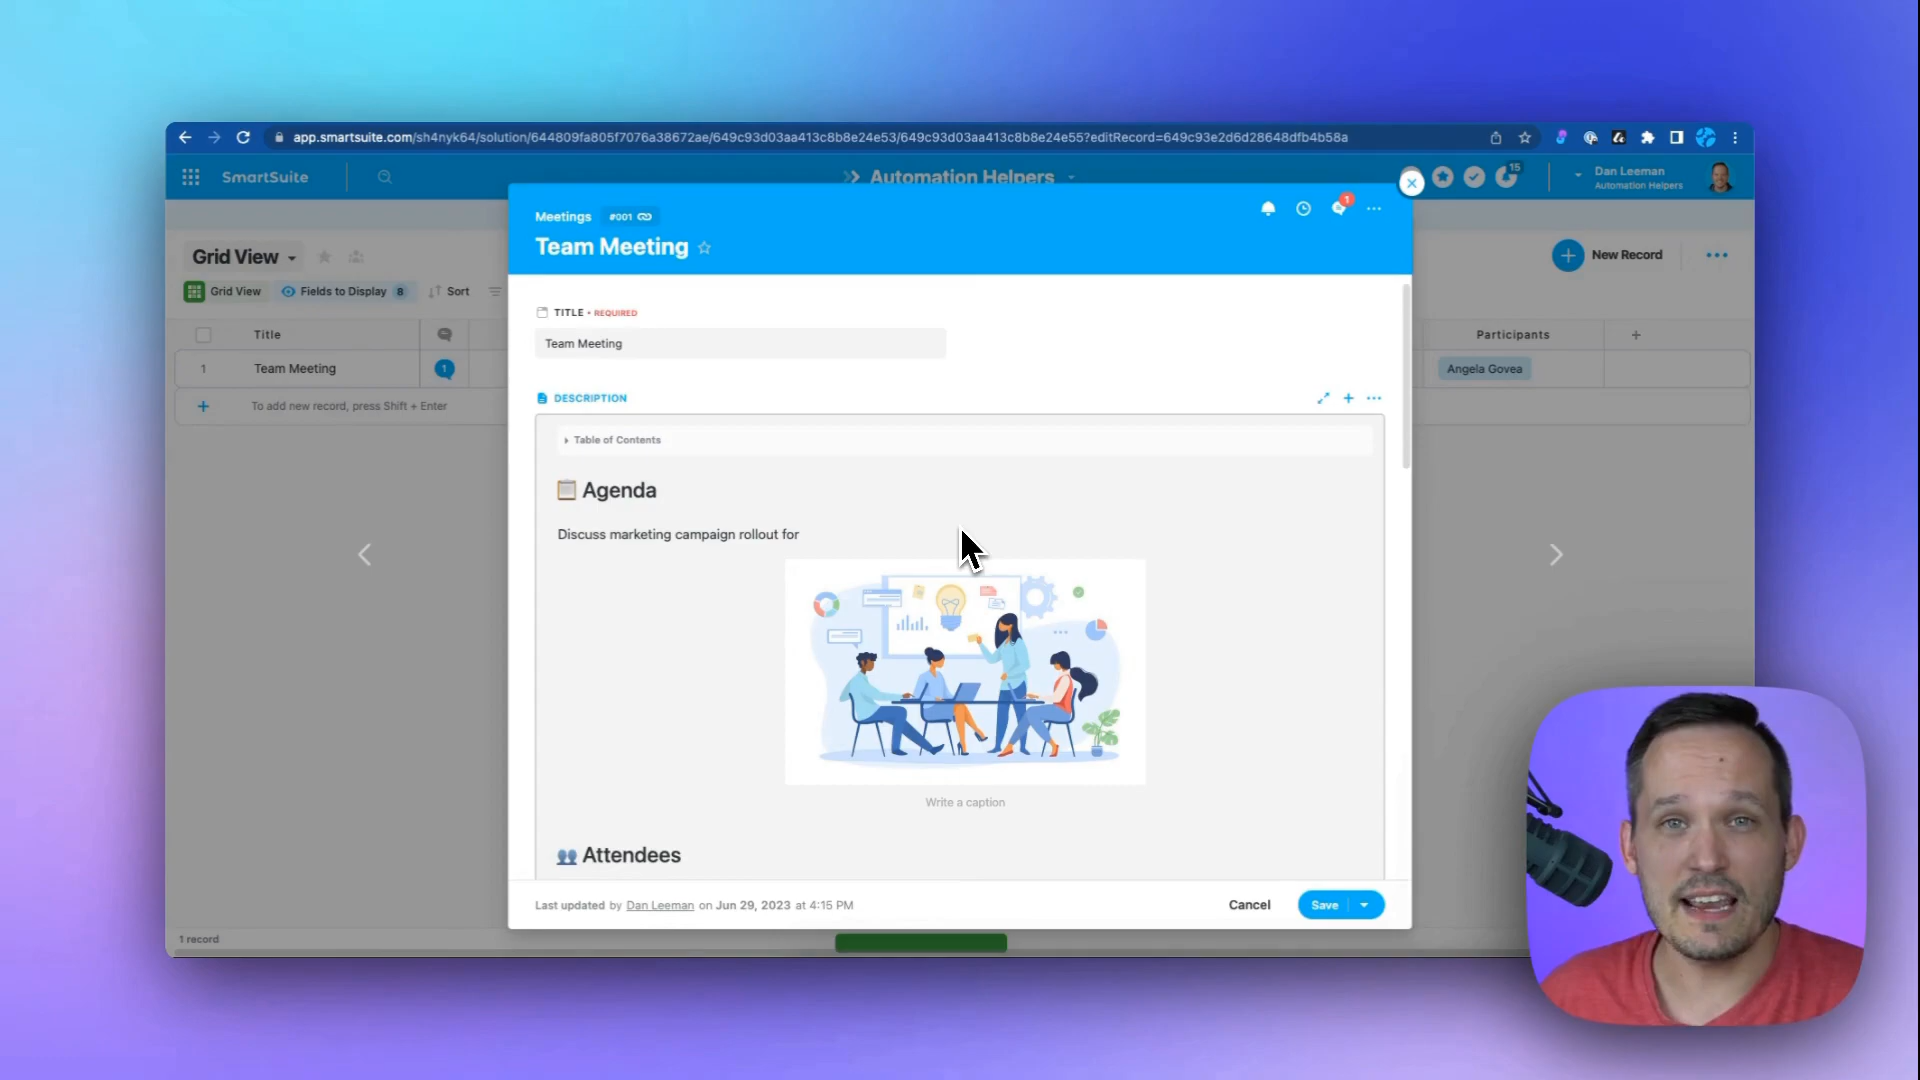 app.smartsuite.com/sh4nyk64/solution/644809fa805f7076a38672ae/649c93d03aa413c8b8e24e53/649c93d03aa413c8b8e24e55?editRecord=649c93e2d6d28648dfb4b58a
SmartSuite
Automation Helpers
15
Dan Leeman
Automation Helpers
Meetings
#001
1
Team Meeting
Grid View
New Record
Grid View
Fields to Display 8
Sort
Title
Participants
1
Team Meeting
1
Angela Govea
To add new record, press Shift + Enter
TITLE • REQUIRED
Team Meeting
DESCRIPTION
Table of Contents
📋 Agenda
Discuss marketing campaign rollout for
Write a caption
👥 Attendees
Last updated by Dan Leeman on Jun 29, 2023 at 4:15 PM
Cancel
Save
1 record